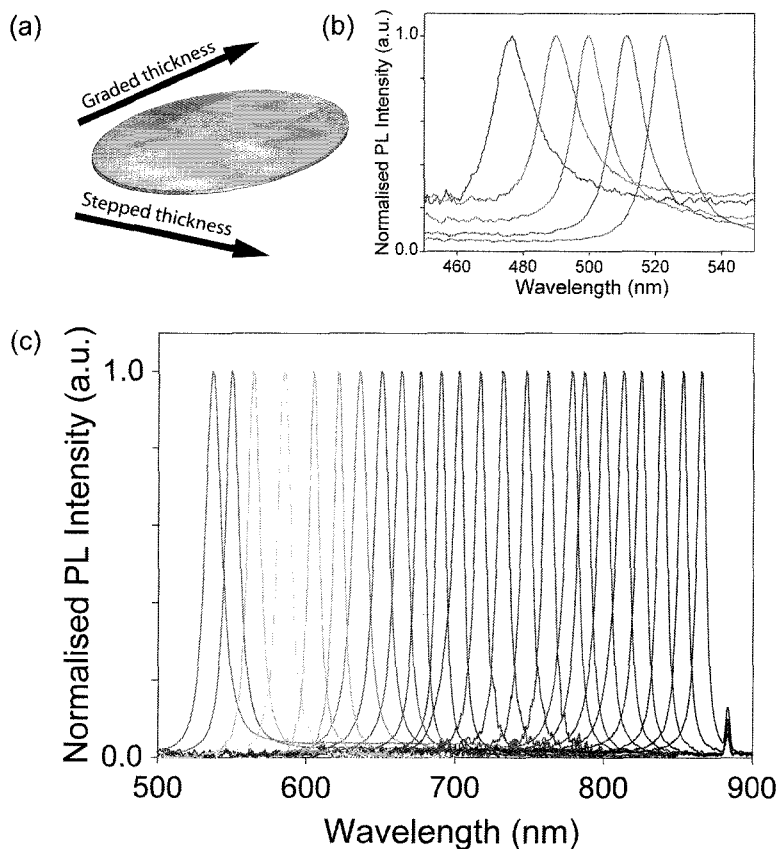 (a)
Graded thickness
Stepped thickness
(b)
Normalised PL Intensity (a.u.)
1.0
0.0
460 480 500 520 540
Wavelength (nm)
(c)
Normalised PL Intensity (a.u.)
1.0
0.0
500 600 700 800 900
Wavelength (nm)